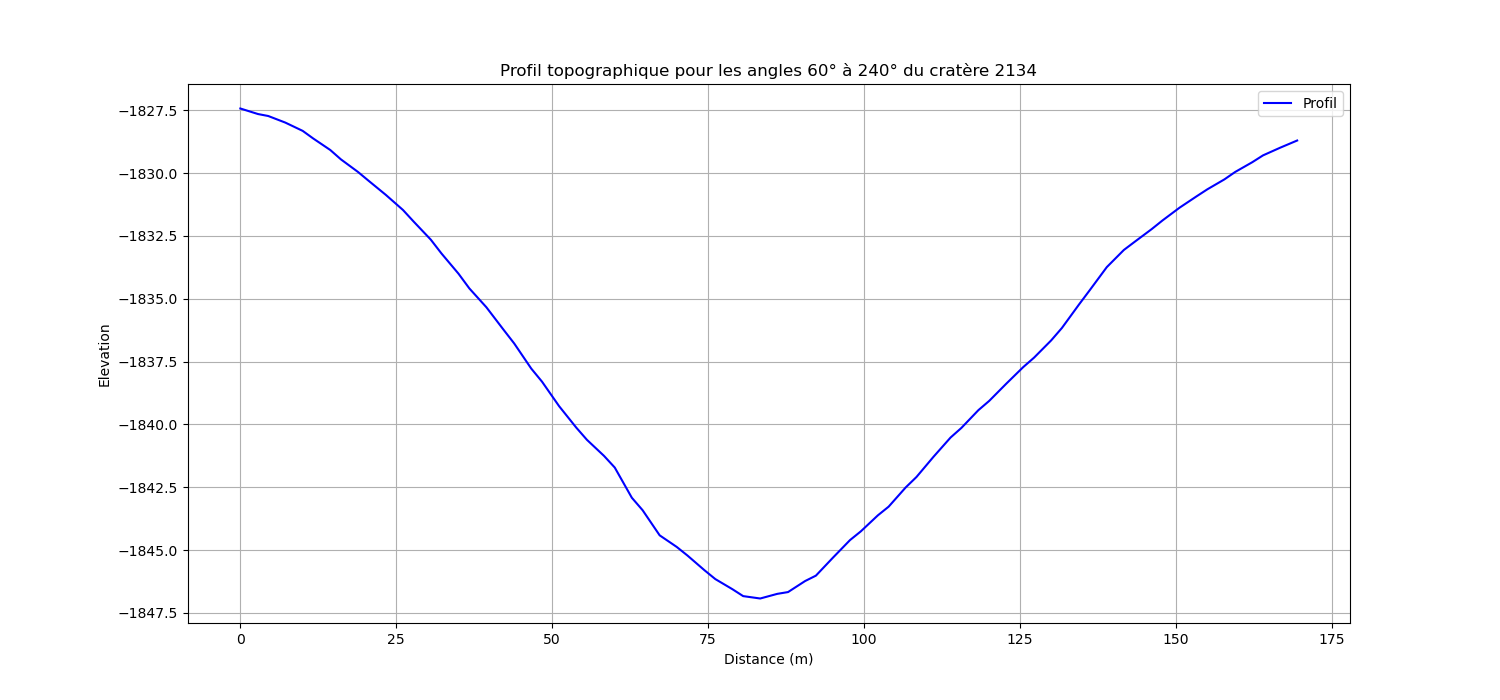 Profil topographique pour les angles 60° à 240° du cratère 2134
Profil
−1827.5
−1830.0
−1832.5
−1835.0
−1837.5
−1840.0
−1842.5
−1845.0
−1847.5
Elevation
0 25 50 75 100 125 150 175
Distance (m)